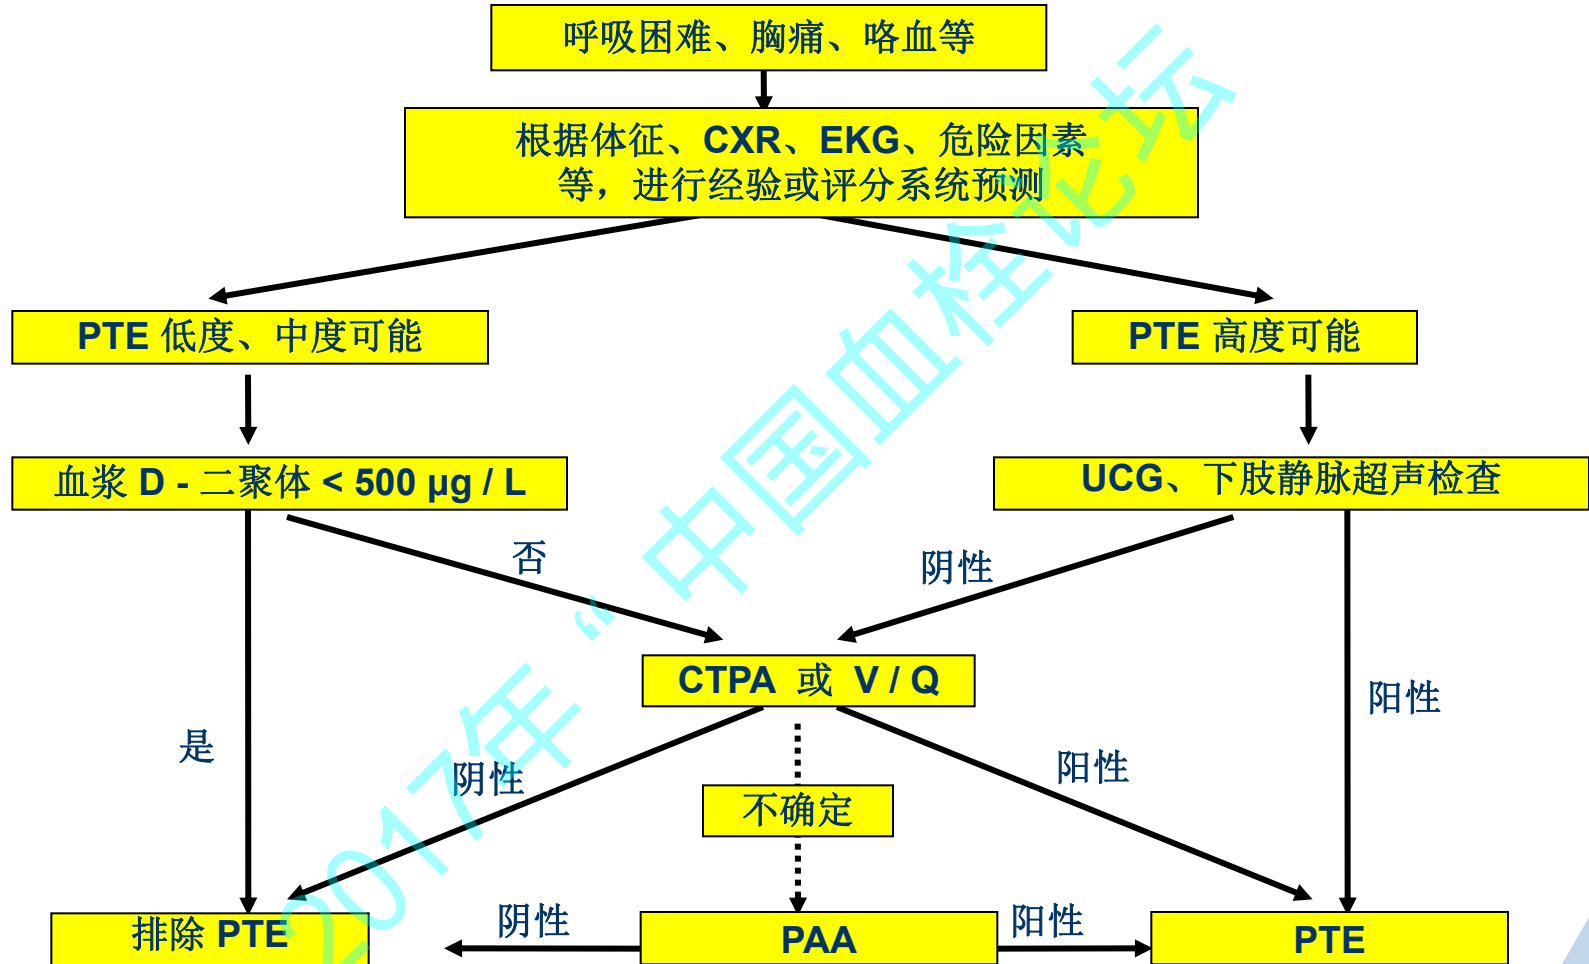 呼吸困难、胸痛、咯血等
根据体征、CXR、EKG、危险因素
等，进行经验或评分系统预测
PTE 低度、中度可能
PTE 高度可能
血浆 D - 二聚体 < 500 μg / L
UCG、下肢静脉超声检查
否
阴性
CTPA 或 V / Q
是
阴性
阳性
阳性
不确定
排除 PTE
阴性
PAA
阳性
PTE
2017年“中国血栓论坛